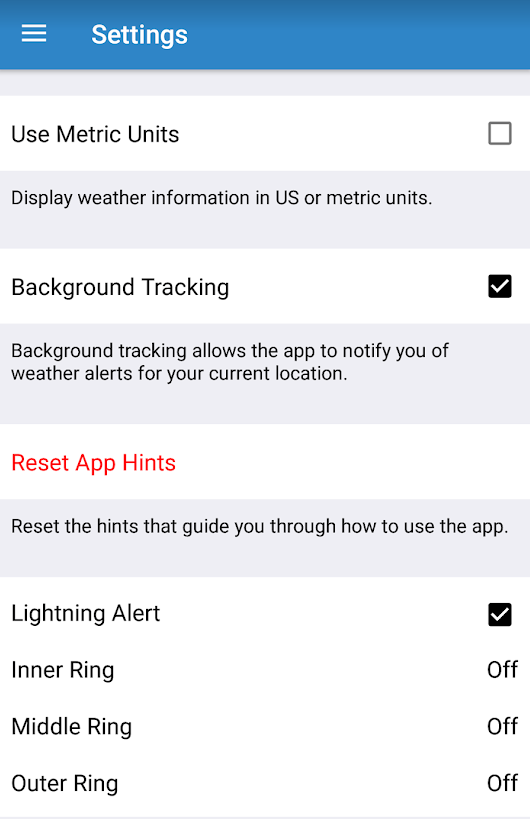 Settings
Use Metric Units
Display weather information in US or metric units.
Background Tracking
Background tracking allows the app to notify you of
weather alerts for your current location.
Reset App Hints
Reset the hints that guide you through how to use the app.
Lightning Alert
Inner Ring Off
Middle Ring Off
Outer Ring Off